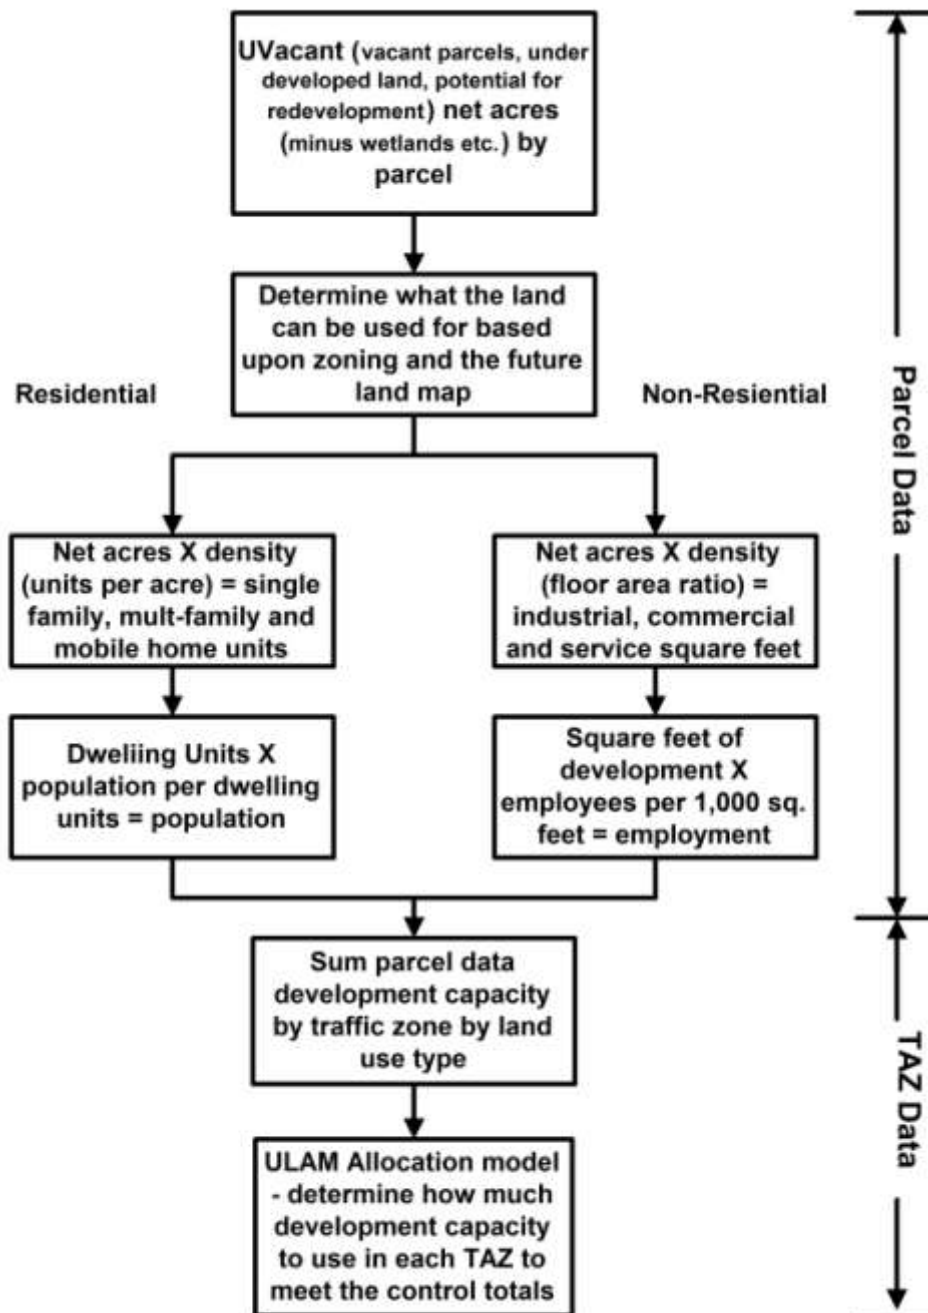 UVacant (vacant parcels, under
developed land, potential for
redevelopment) net acres
(minus wetlands etc.) by
parcel
Determine what the land
can be used for based
upon zoning and the future
land map
Residential
Non-Resiential
Net acres X density
(units per acre) = single
family, mult-family and
mobile home units
Net acres X density
(floor area ratio) =
industrial, commercial
and service square feet
Dweliing Units X
population per dwelling
units = population
Square feet of
development X
employees per 1,000 sq.
feet = employment
Sum parcel data
development capacity
by traffic zone by land
use type
ULAM Allocation model
- determine how much
development capacity
to use in each TAZ to
meet the control totals
Parcel Data
TAZ Data